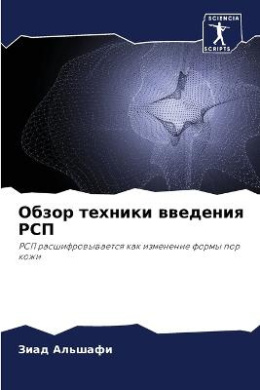 SCIENCIA
SCRIPTS
Обзор техники введения
РСП
РСП расшифровывается как изменение формы пор
кожи
Зиад Альшафи